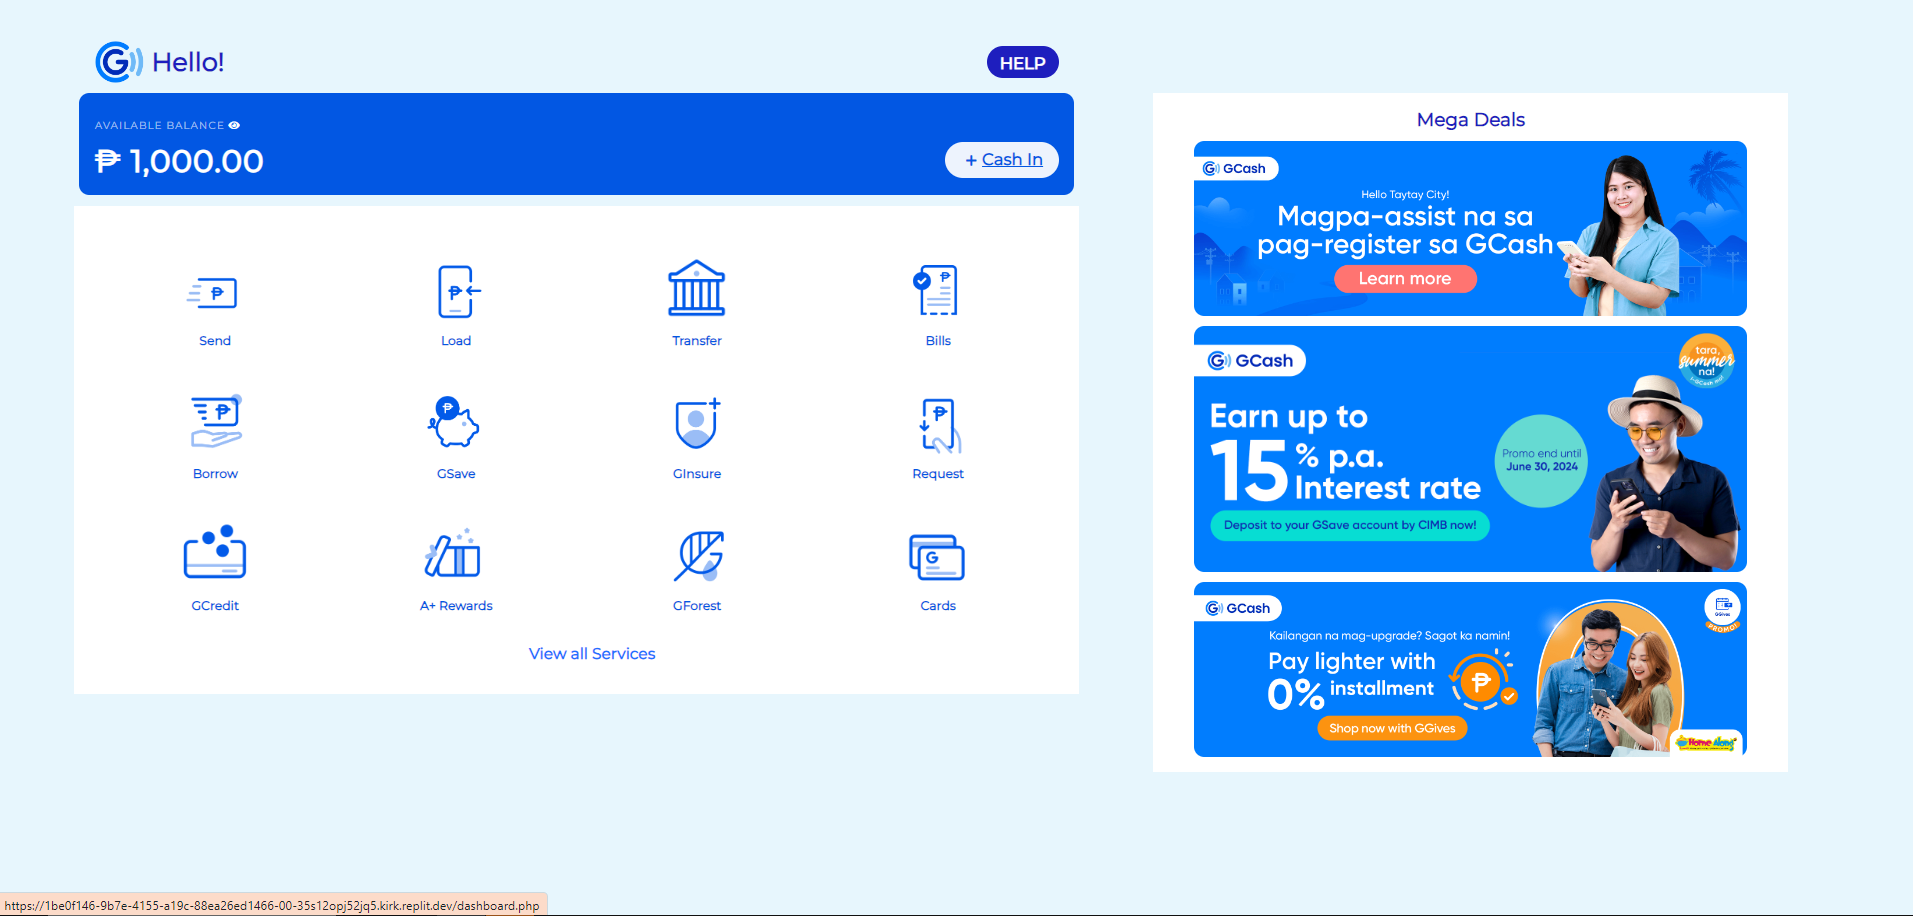 Hello!
HELP
AVAILABLE BALANCE
₱ 1,000.00
+ Cash In
Send
Load
Transfer
Bills
Borrow
GSave
GInsure
Request
GCredit
A+ Rewards
GForest
Cards
View all Services
Mega Deals
GCash
Hello Taytay City!
Magpa-assist na sa
pag-register sa GCash
Learn more
GCash
tara,
summer
na!
Earn up to
15% p.a.
Interest rate
Promo end until
June 30, 2024
Deposit to your GSave account by CIMB now!
GCash
GGives
PROMO!
Kailangan na mag-upgrade? Sagot ka namin!
Pay lighter with
0% installment
Shop now with GGives
Home Along
https://1be0f146-9b7e-4155-a19c-88ea26ed1466-00-35s12opj52jq5.kirk.replit.dev/dashboard.php